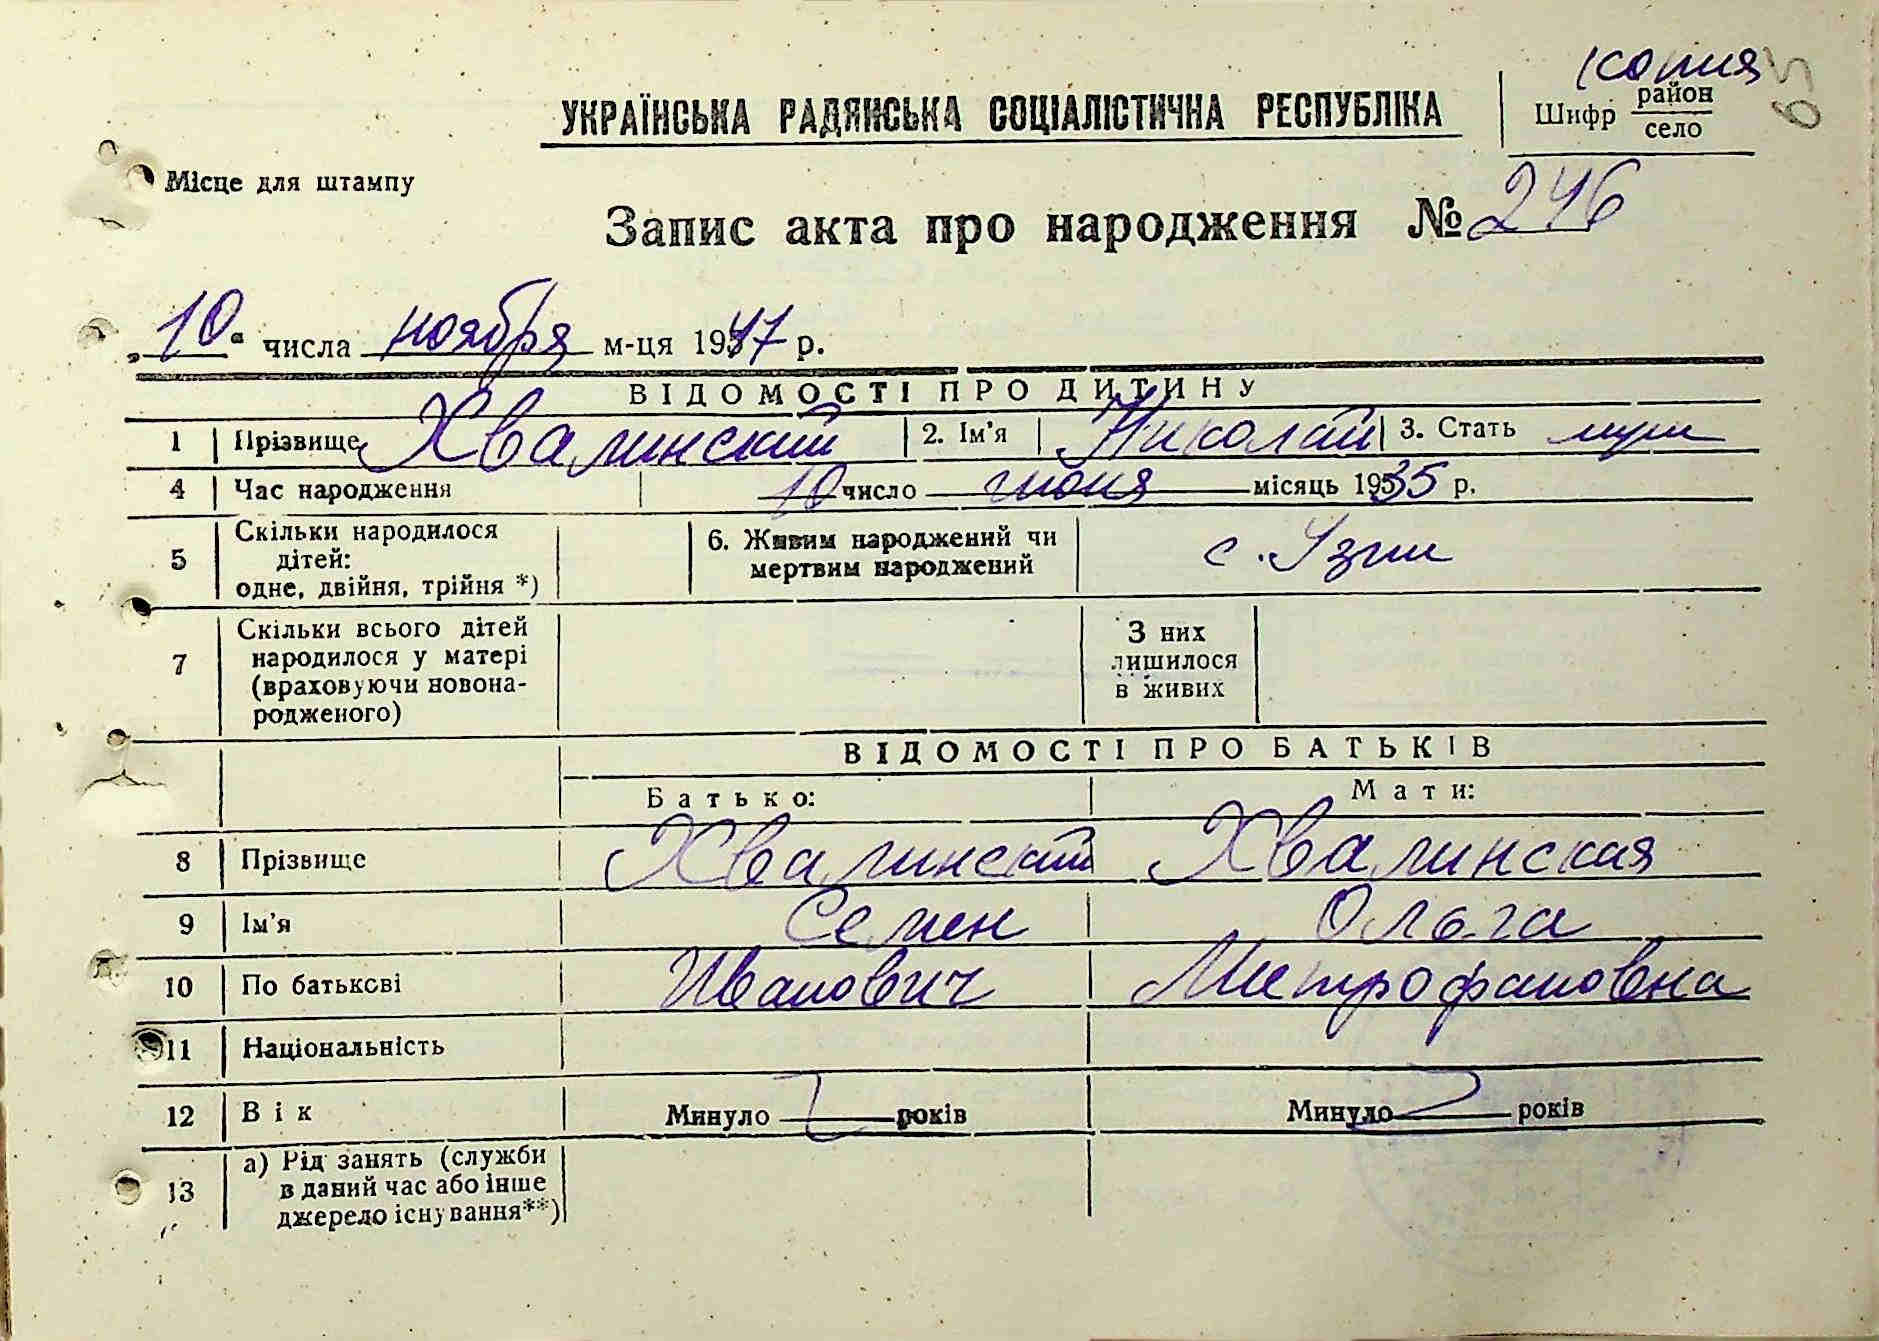 копия
65
УКРАЇНСЬКА РАДЯНСЬКА СОЦІАЛІСТИЧНА РЕСПУБЛІКА
Шифр район
село
Місце для штампу
Запис акта про народження № 246
„10“ числа ноября м-ця 1947 р.
ВІДОМОСТІ ПРО ДИТИНУ
1 Прізвище Хвалинский 2. Ім'я Николай 3. Стать муж
4 Час народження 10 число июня місяць 1935 р.
5 Скільки народилося дітей: одне, двійня, трійня *) 6. Живим народжений чи мертвим народжений с. Узин
7 Скільки всього дітей народилося у матері (враховуючи новона-родженого) З них лишилося в живих
ВІДОМОСТІ ПРО БАТЬКІВ
Батько: Мати:
8 Прізвище Хвалинский Хвалинская
9 Ім'я Семен Ольга
10 По батькові Иванович Митрофановна
11 Національність
12 Вік Минуло років Минуло років
13 а) Рід занять (служби в даний час або інше джерело існування**)